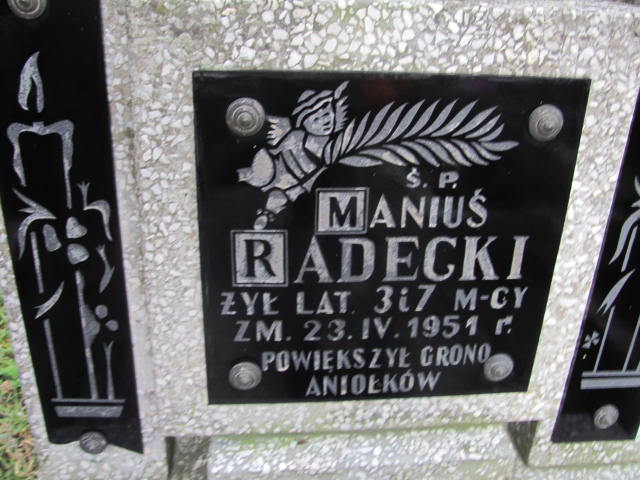 Ś. P.
MANIUŚ
RADECKI
ŻYŁ LAT 3 i 7 M-CY
ZM. 23. IV. 1951 r.
POWIĘKSZYŁ GRONO
ANIOŁKÓW